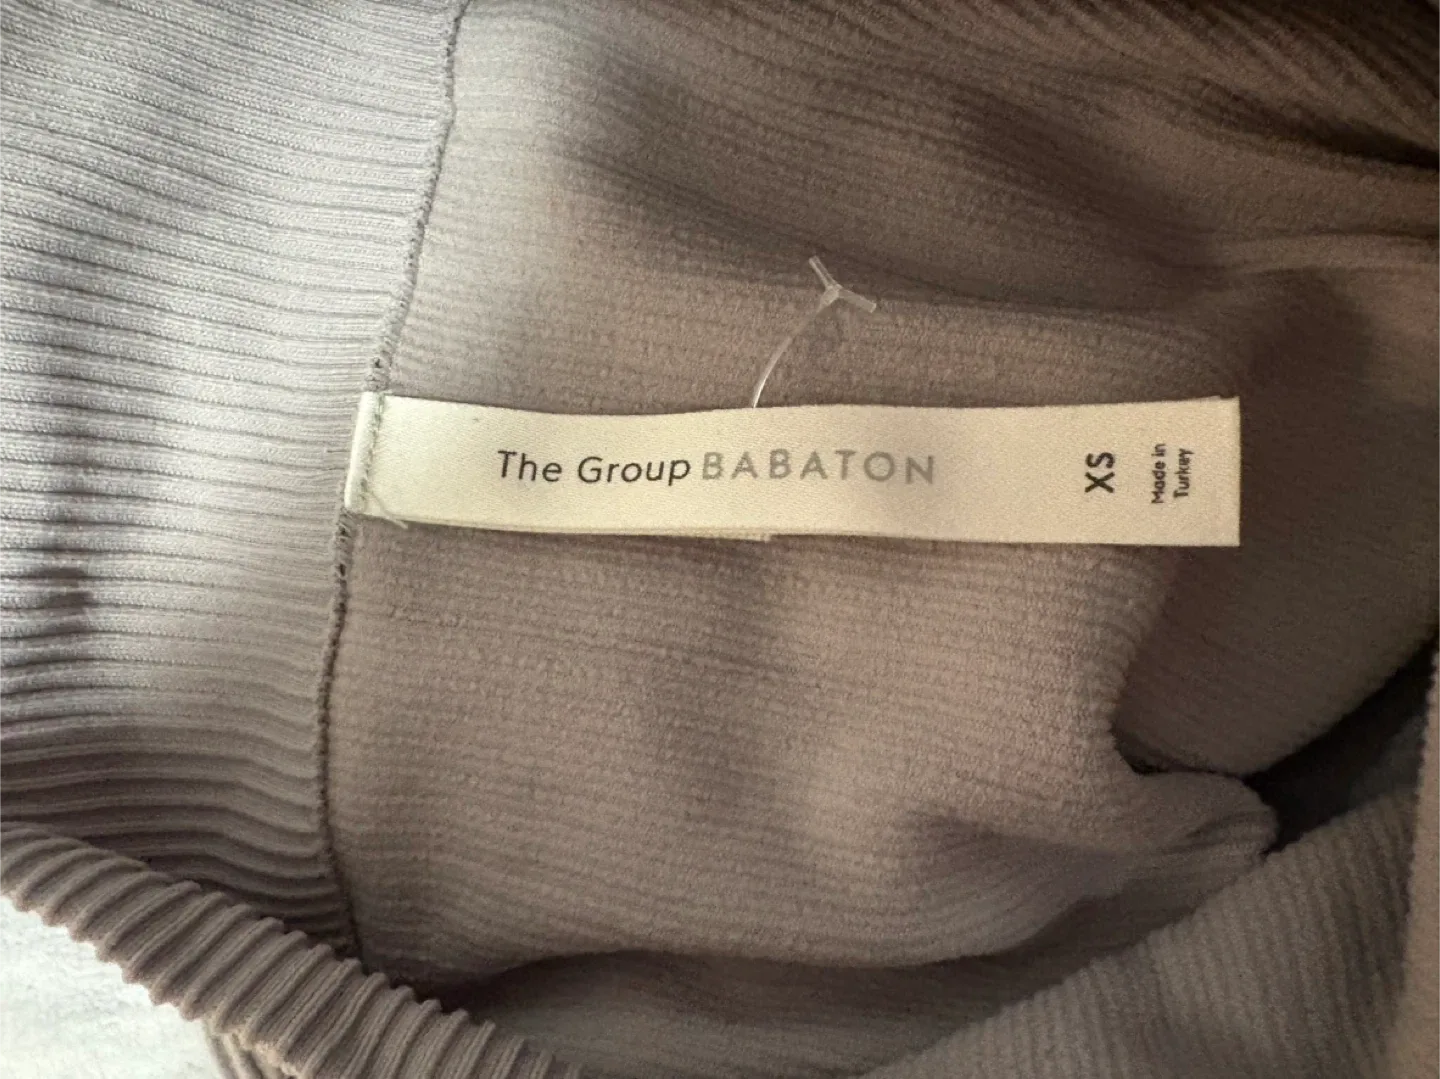 The Group BABATON
XS
Made in
Turkey